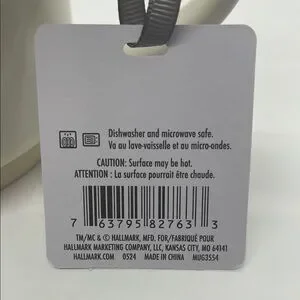 Dishwasher and microwave safe.
Va au lave-vaisselle et au micro-ondes.
CAUTION: Surface may be hot.
ATTENTION : La surface pourrait être chaude.
7 63795 82763 3
TM/MC & © HALLMARK, MFD. FOR/FABRIQUÉ POUR
HALLMARK MARKETING COMPANY, LLC, KANSAS CITY, MO 64141
HALLMARK.COM 0524 MADE IN CHINA MUG3554